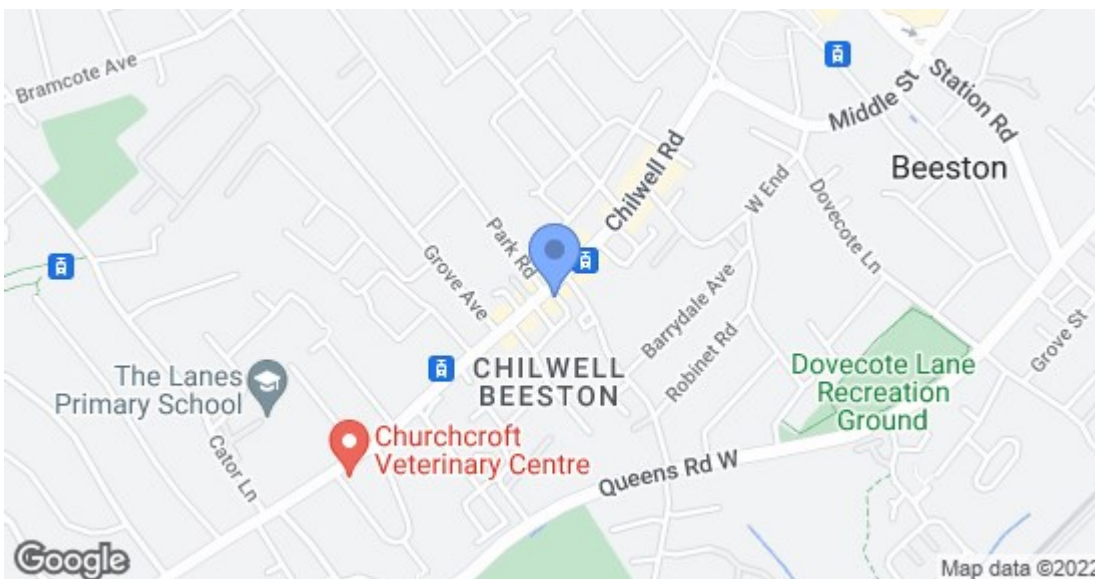 Bramcote Ave
Middle St
Station Rd
Beeston
Chilwell Rd
W End
Dovecote Ln
Park Rd
Grove Ave
Barrydale Ave
Robinet Rd
Grove St
CHILWELL
BEESTON
Dovecote Lane
Recreation
Ground
The Lanes
Primary School
Cator Ln
Churchcroft
Veterinary Centre
Queens Rd W
Google
Map data ©2022